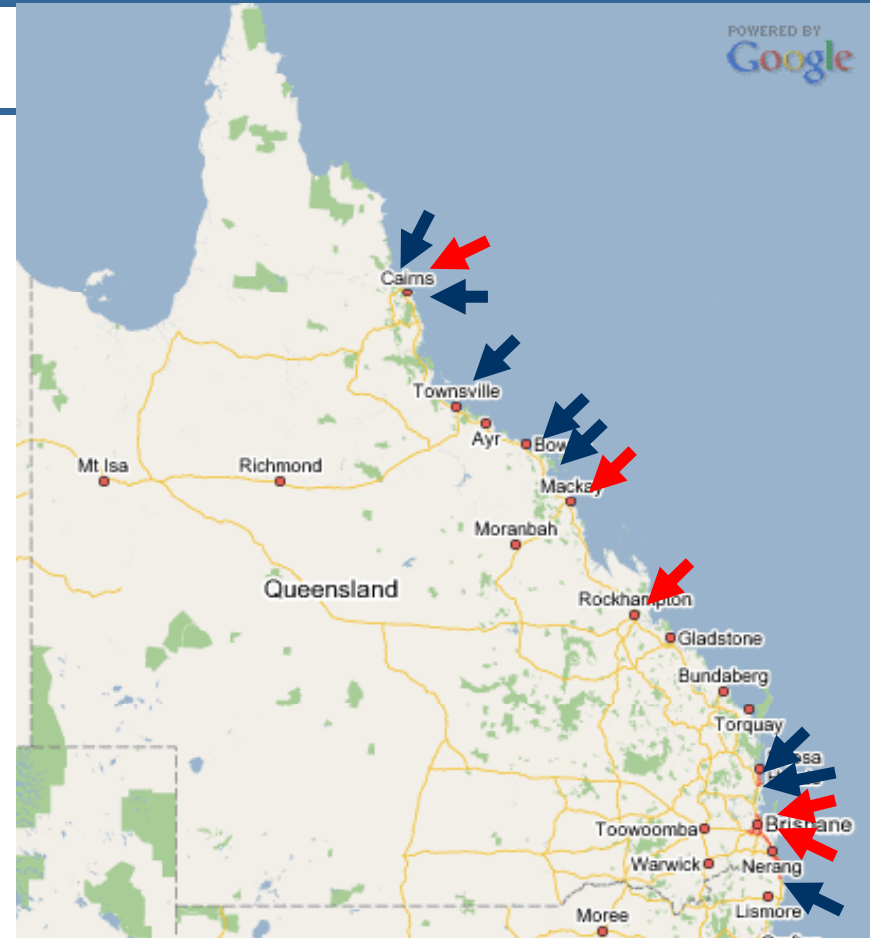 POWERED BY
Google
Cairns
Townsville
Ayr
Bow
Mt Isa
Richmond
Mackay
Moranbah
Queensland
Rockhampton
Gladstone
Bundaberg
Torquay
Toowoomba
Brisbane
Warwick
Nerang
Moree
Lismore